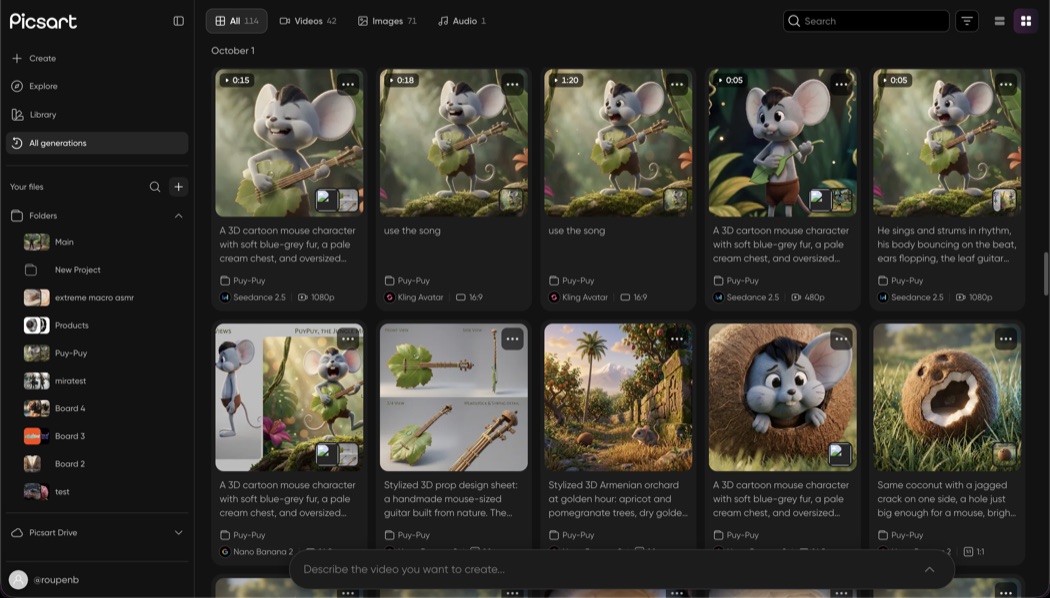 Picsart
Create
Explore
Library
All generations
Your files
Folders
Main
New Project
extreme macro asmr
Products
Puy-Puy
miratest
Board 4
Board 3
Board 2
test
Picsart Drive
@roupenb
All 114
Videos 42
Images 71
Audio 1
Search
October 1
0:15
0:18
1:20
0:05
0:05
A 3D cartoon mouse character
with soft blue-grey fur, a pale
cream chest, and oversized...
Puy-Puy
Seedance 2.5
1080p
use the song
Puy-Puy
Kling Avatar
16:9
use the song
Puy-Puy
Kling Avatar
16:9
A 3D cartoon mouse character
with soft blue-grey fur, a pale
cream chest, and oversized...
Puy-Puy
Seedance 2.5
480p
He sings and strums in rhythm,
his body bouncing on the beat,
ears flopping, the leaf guitar...
Puy-Puy
Seedance 2.5
1080p
VIEWS
PUYPUY, THE JUNGLE
A 3D cartoon mouse character
with soft blue-grey fur, a pale
cream chest, and oversized...
Puy-Puy
Nano Banana 2
Stylized 3D prop design sheet:
a handmade mouse-sized
guitar built from nature. The...
Puy-Puy
Stylized 3D Armenian orchard
at golden hour: apricot and
pomegranate trees, dry golde...
Puy-Puy
A 3D cartoon mouse character
with soft blue-grey fur, a pale
cream chest, and oversized...
Puy-Puy
Same coconut with a jagged
crack on one side, a hole just
big enough for a mouse, brigh...
Puy-Puy
2
1:1
Describe the video you want to create...